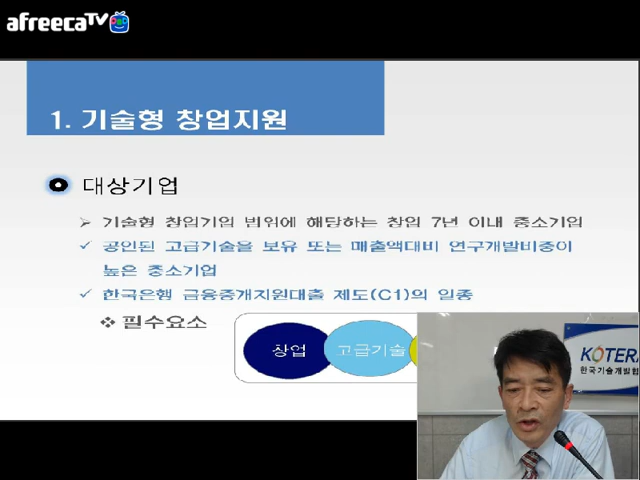 afreecaTV
1. 기술형 창업지원
대상기업
기술형 창업기업 범위에 해당하는 창업 7년 이내 중소기업
공인된 고급기술을 보유 또는 매출액대비 연구개발비중이
높은 중소기업
한국은행 금융중개지원대출 제도(C1)의 일종
필수요소
창업
고급기술
KOTERA
한국기술개발협